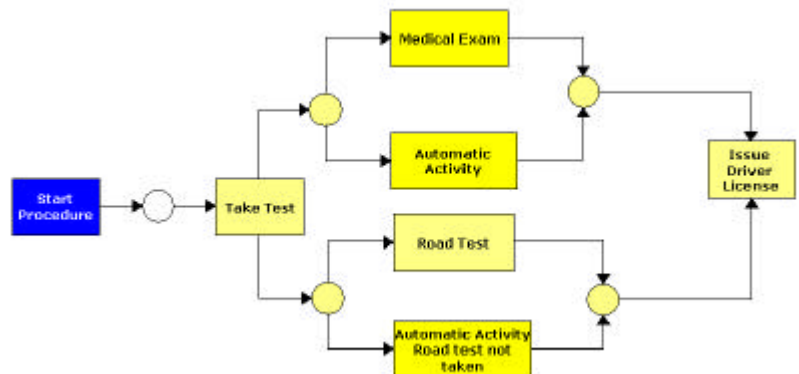 Medical Exam
Automatic
Activity
Issue
Driver
License
Start
Procedure
Take Test
Road Test
Automatic Activity
Road test not
taken